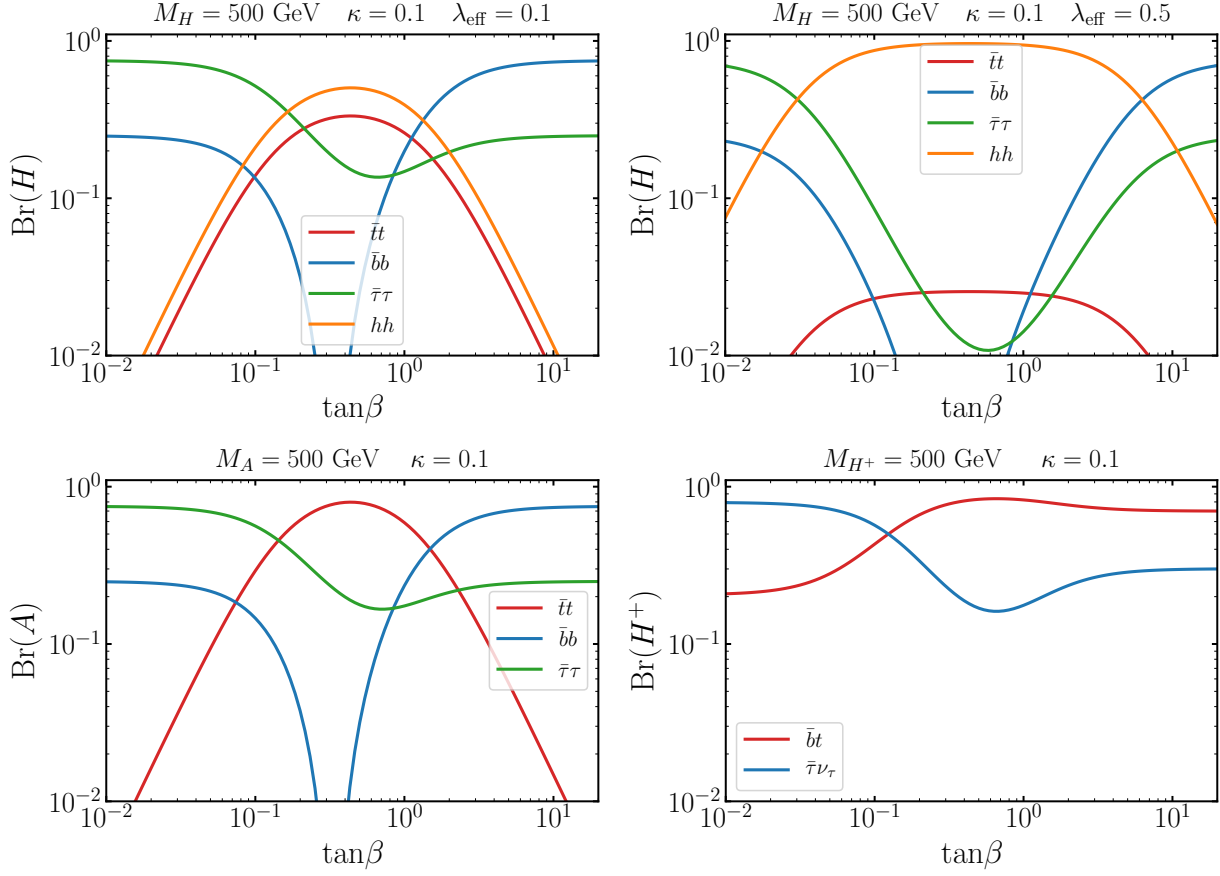 M_H = 500 GeV κ = 0.1 λ_eff = 0.1
Br(H)
10^0
10^−1
10^−2
t̄t
b̄b
τ̄τ
hh
10^−2 10^−1 10^0 10^1
tanβ
M_H = 500 GeV κ = 0.1 λ_eff = 0.5
Br(H)
10^0
10^−1
10^−2
t̄t
b̄b
τ̄τ
hh
10^−2 10^−1 10^0 10^1
tanβ
M_A = 500 GeV κ = 0.1
Br(A)
10^0
10^−1
10^−2
t̄t
b̄b
τ̄τ
10^−2 10^−1 10^0 10^1
tanβ
M_{H^+} = 500 GeV κ = 0.1
Br(H^+)
10^0
10^−1
10^−2
b̄t
τ̄ν_τ
10^−2 10^−1 10^0 10^1
tanβ